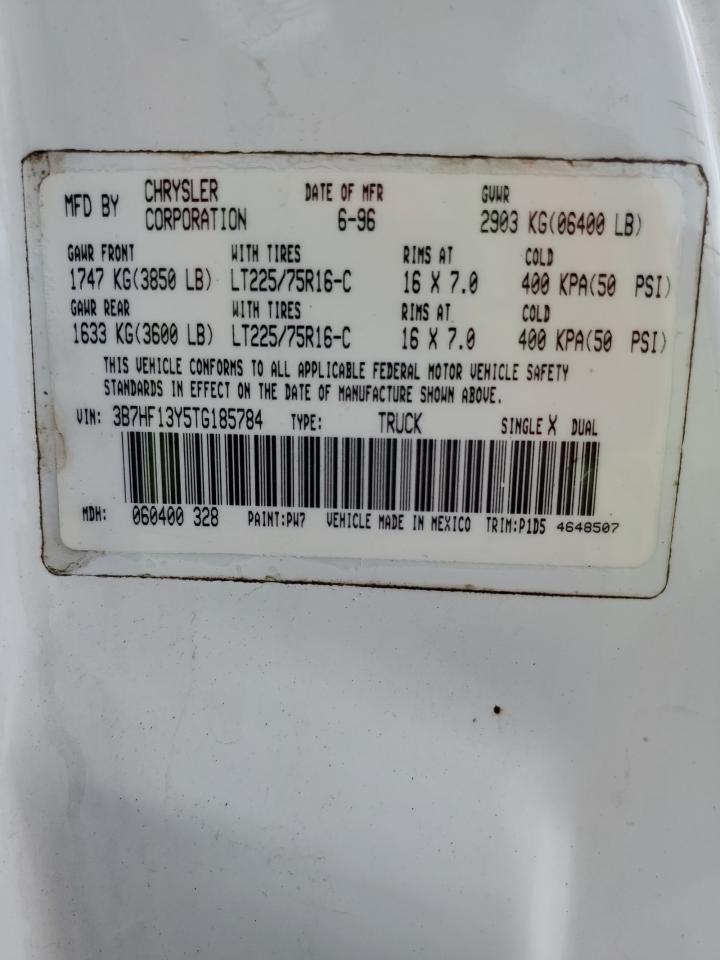 MFD BY CHRYSLER CORPORATION DATE OF MFR 6-96 GVWR 2903 KG(06400 LB)
GAWR FRONT WITH TIRES RIMS AT COLD
1747 KG(3850 LB) LT225/75R16-C 16 X 7.0 400 KPA(50 PSI)
GAWR REAR WITH TIRES RIMS AT COLD
1633 KG(3600 LB) LT225/75R16-C 16 X 7.0 400 KPA(50 PSI)
THIS VEHICLE CONFORMS TO ALL APPLICABLE FEDERAL MOTOR VEHICLE SAFETY
STANDARDS IN EFFECT ON THE DATE OF MANUFACTURE SHOWN ABOVE.
VIN: 3B7HF13Y5TG185784 TYPE: TRUCK SINGLE X DUAL
MDH: 060400 328 PAINT:PW7 VEHICLE MADE IN MEXICO TRIM:P1D5 4648507